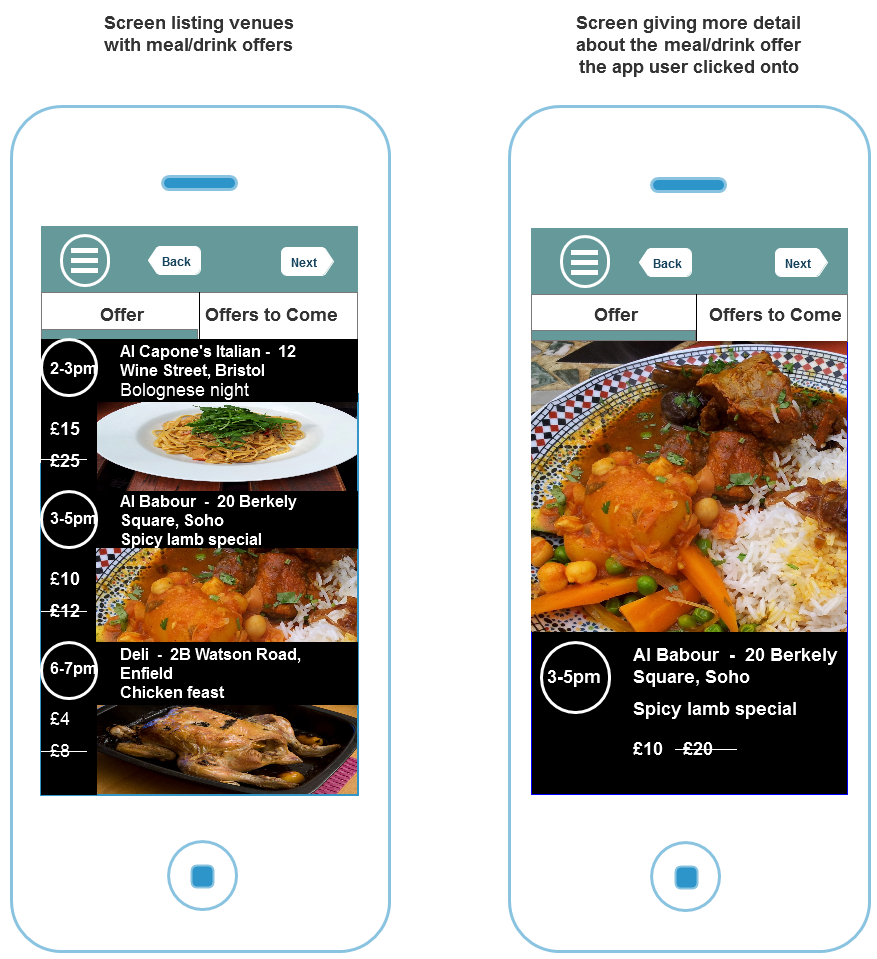 Screen listing venues
with meal/drink offers
Back
Next
Offer
Offers to Come
2-3pm
Al Capone's Italian - 12
Wine Street, Bristol
Bolognese night
£15
£25
3-5pm
Al Babour - 20 Berkely
Square, Soho
Spicy lamb special
£10
£12
6-7pm
Deli - 2B Watson Road,
Enfield
Chicken feast
£4
£8
Screen giving more detail
about the meal/drink offer
the app user clicked onto
Back
Next
Offer
Offers to Come
3-5pm
Al Babour - 20 Berkely
Square, Soho
Spicy lamb special
£10 £20